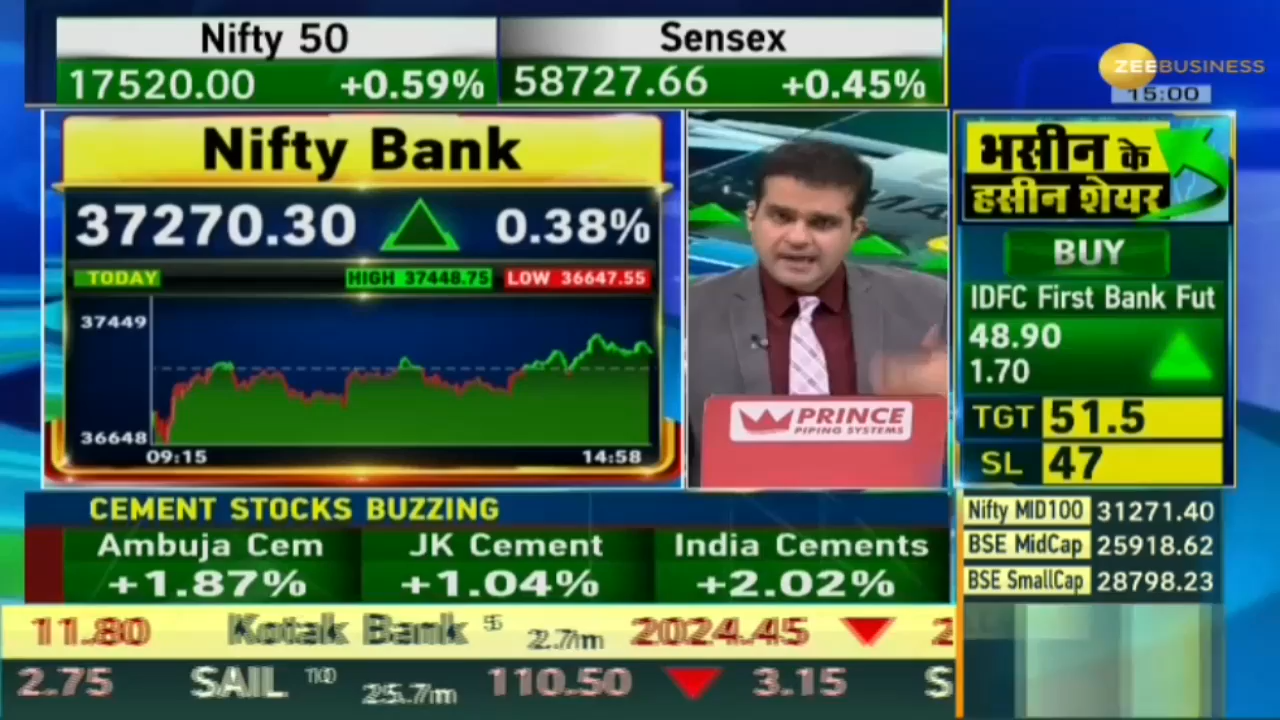 Nifty 50
17520.00 +0.59%
Sensex
58727.66 +0.45%
ZEEBUSINESS
15:00
Nifty Bank
37270.30 0.38%
TODAY HIGH 37448.75 LOW 36647.55
37449
36648
09:15 14:58
PRINCE
PIPING SYSTEMS
भसीन के
हसीन शेयर
BUY
IDFC First Bank Fut
48.90
1.70
TGT 51.5
SL 47
CEMENT STOCKS BUZZING
Ambuja Cem JK Cement India Cements
+1.87% +1.04% +2.02%
Nifty MID100 31271.40
BSE MidCap 25918.62
BSE SmallCap 28798.23
11.80 Kotak Bank 2.7m 2024.45 2
2.75 SAIL 25.7m 110.50 3.15 S